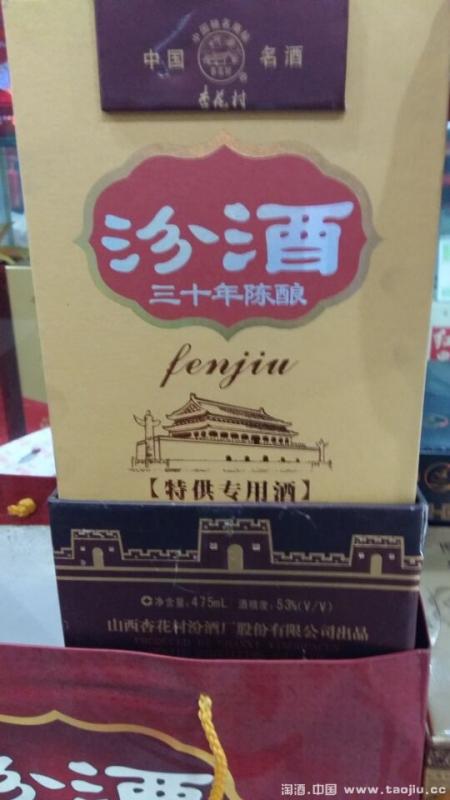 中国 名酒
杏花村
汾酒
三十年陈酿
fenjiu
【特供专用酒】
净含量:475mL 酒精度:53%(V/V)
山西杏花村汾酒厂股份有限公司出品
汾酒
淘酒.中国 www.taojiu.cc